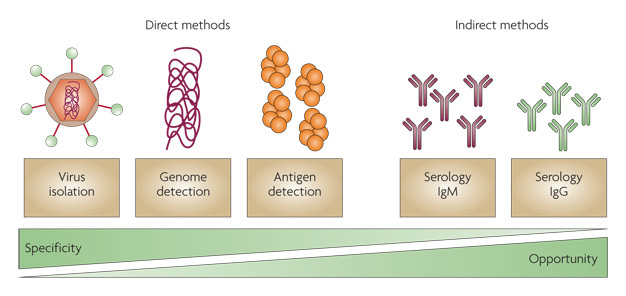 Direct methods
Indirect methods
Virus
isolation
Genome
detection
Antigen
detection
Serology
IgM
Serology
IgG
Specificity
Opportunity